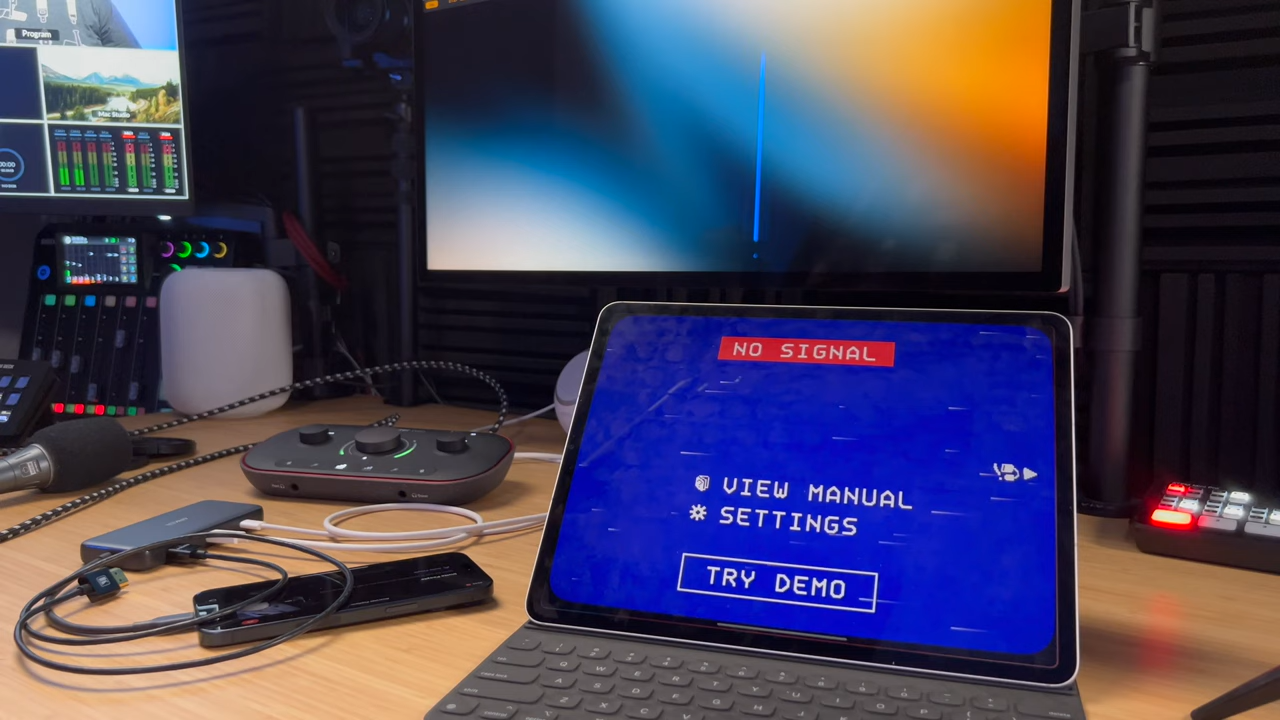 Program
Mac Studio
NO SIGNAL
VIEW MANUAL
SETTINGS
TRY DEMO